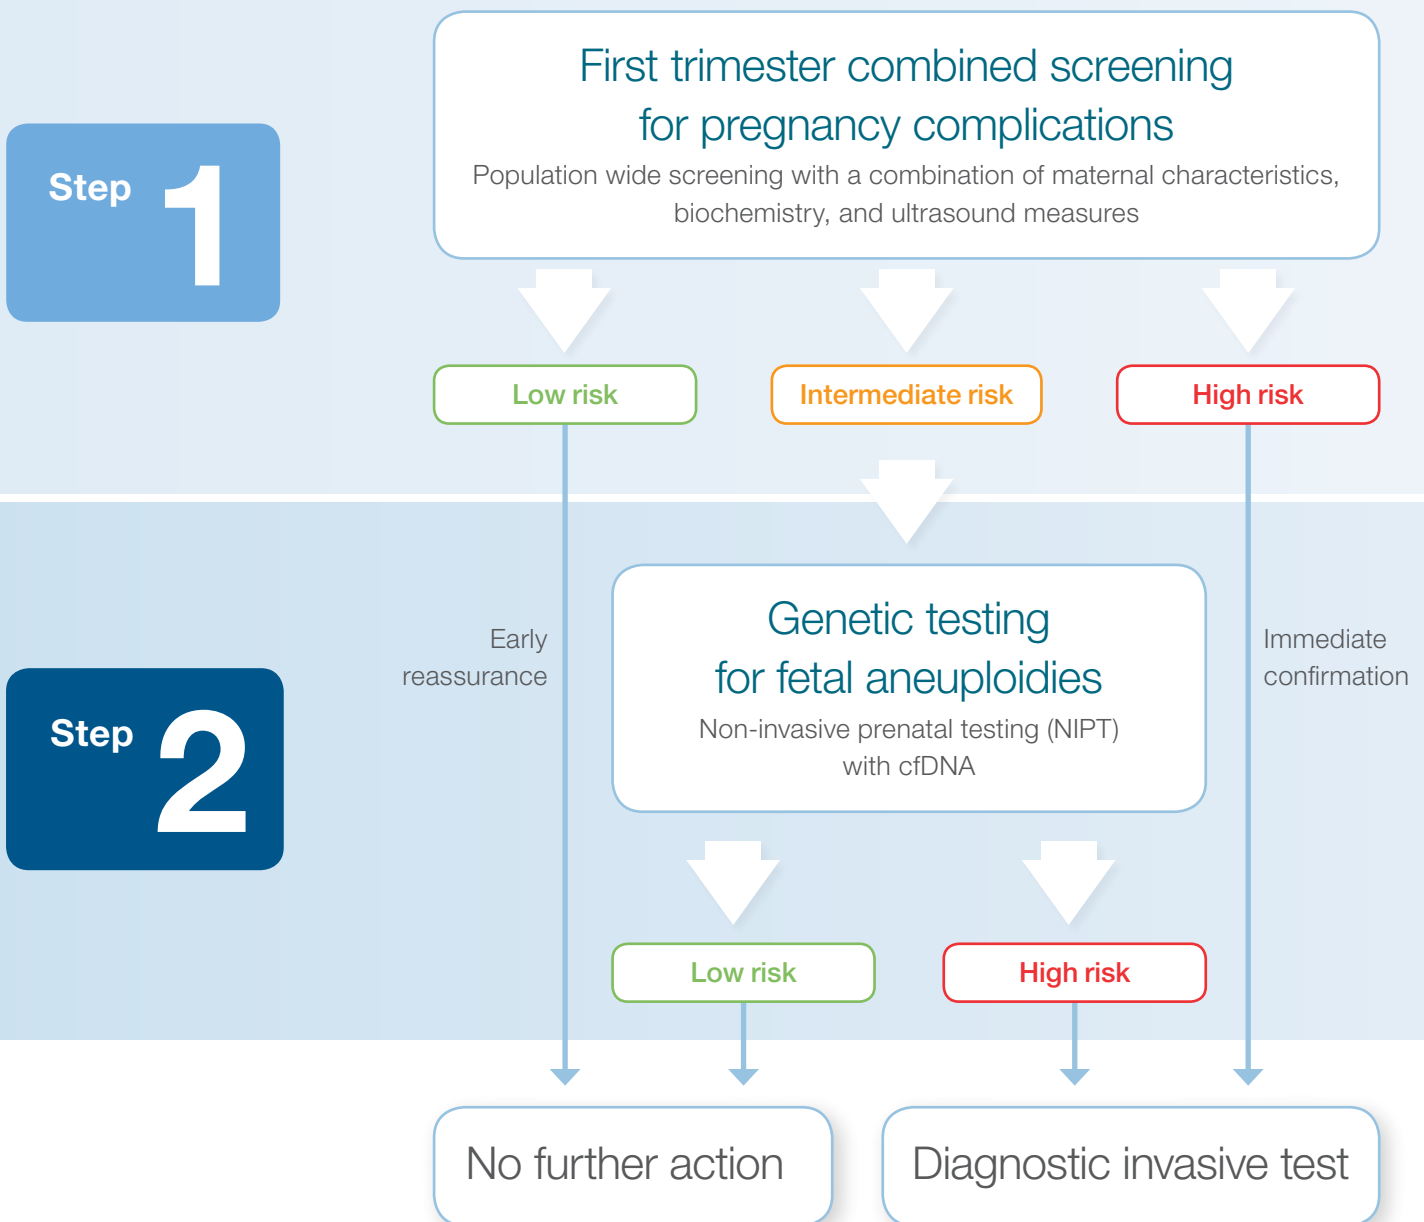 First trimester combined screening
for pregnancy complications
Population wide screening with a combination of maternal characteristics,
biochemistry, and ultrasound measures
Step 1
Low risk
Intermediate risk
High risk
Early
reassurance
Genetic testing
for fetal aneuploidies
Non-invasive prenatal testing (NIPT)
with cfDNA
Immediate
confirmation
Step 2
Low risk
High risk
No further action
Diagnostic invasive test